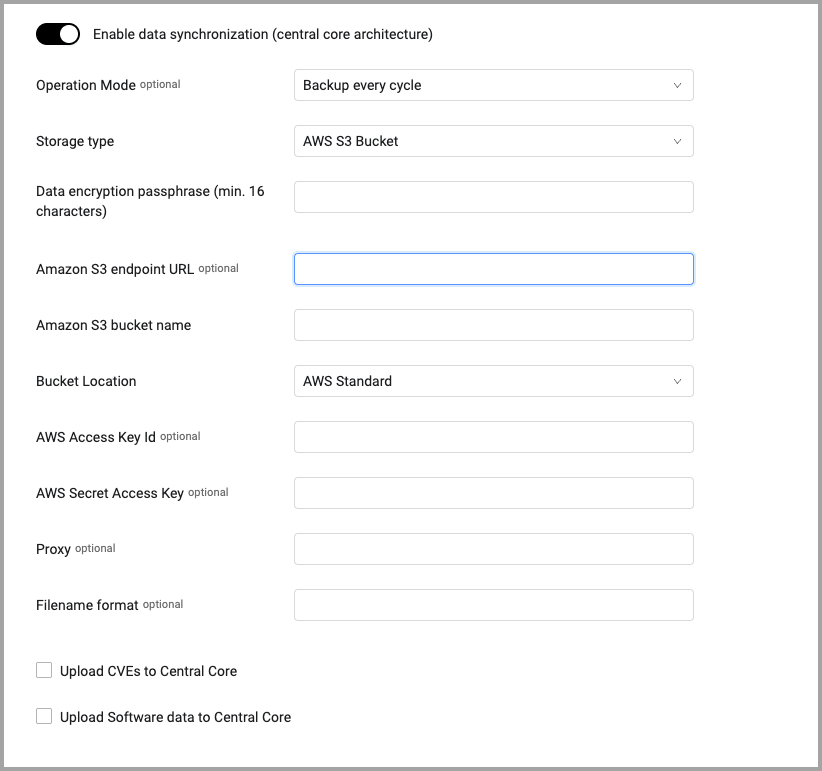 Enable data synchronization (central core architecture)
Operation Mode optional
Backup every cycle
Storage type
AWS S3 Bucket
Data encryption passphrase (min. 16
characters)
Amazon S3 endpoint URL optional
Amazon S3 bucket name
Bucket Location
AWS Standard
AWS Access Key Id optional
AWS Secret Access Key optional
Proxy optional
Filename format optional
Upload CVEs to Central Core
Upload Software data to Central Core